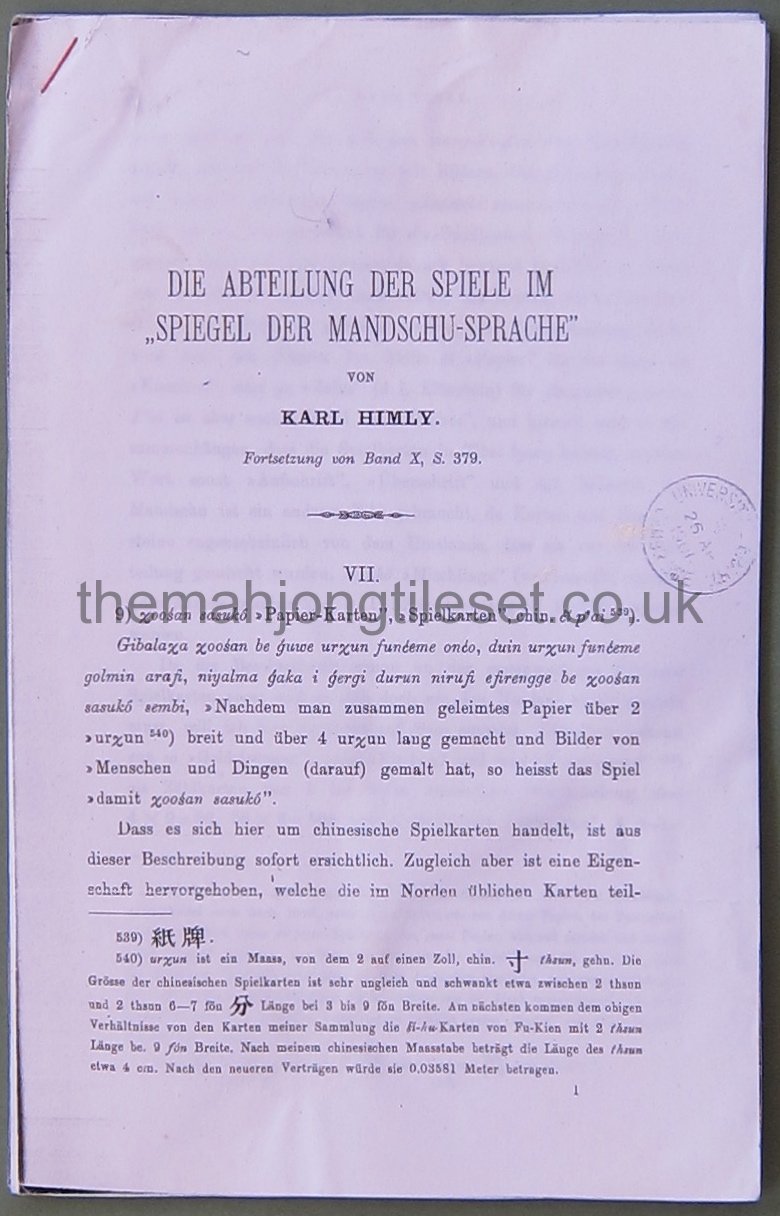 DIE ABTEILUNG DER SPIELE IM
„SPIEGEL DER MANDSCHU-SPRACHE”
VON
KARL HIMLY.
Fortsetzung von Band X, S. 379.
VII.
themahjongtileset.co.uk
9) χoośan sasukó »Papier-Karten”, »Spielkarten”, chin. či p‘ai ⁵³⁹).
Gibalaχa χoośan be ǵuwe urχun funćeme onćo, duin urχun funćeme
golmin arafi, niyalma ǵaka i ǵergi durun nirufi efirengge be χoośan
sasukó sembi, »Nachdem man zusammen geleimtes Papier über 2
»urχun ⁵⁴⁰) breit und über 4 urχun lang gemacht und Bilder von
»Menschen und Dingen (darauf) gemalt hat, so heisst das Spiel
»damit χoośan sasukó”.
Dass es sich hier um chinesische Spielkarten handelt, ist aus
dieser Beschreibung sofort ersichtlich. Zugleich aber ist eine Eigen-
schaft hervorgehoben, welche die im Norden üblichen Karten teil-
539) 紙牌.
540) urχun ist ein Maass, von dem 2 auf einen Zoll, chin. 寸 thsun, gehn. Die
Grösse der chinesischen Spielkarten ist sehr ungleich und schwankt etwa zwischen 2 thsun
und 2 thsun 6—7 fön 分 Länge bei 3 bis 9 fön Breite. Am nächsten kommen dem obigen
Verhältnisse von den Karten meiner Sammlung die Karten von Fu-Kien mit 2 thsun
Länge be. 9 fön Breite. Nach meinem chinesischen Maassstabe beträgt die Länge des thsun
etwa 4 cm. Nach den neueren Verträgen würde sie 0,03581 Meter betragen.
1